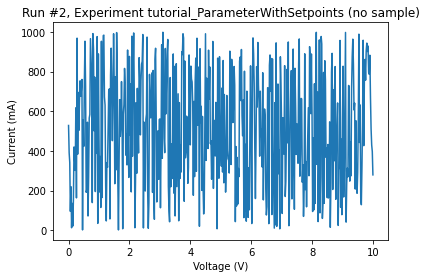 Run #2, Experiment tutorial_ParameterWithSetpoints (no sample)
1000
800
600
400
200
0
Current (mA)
0 2 4 6 8 10
Voltage (V)